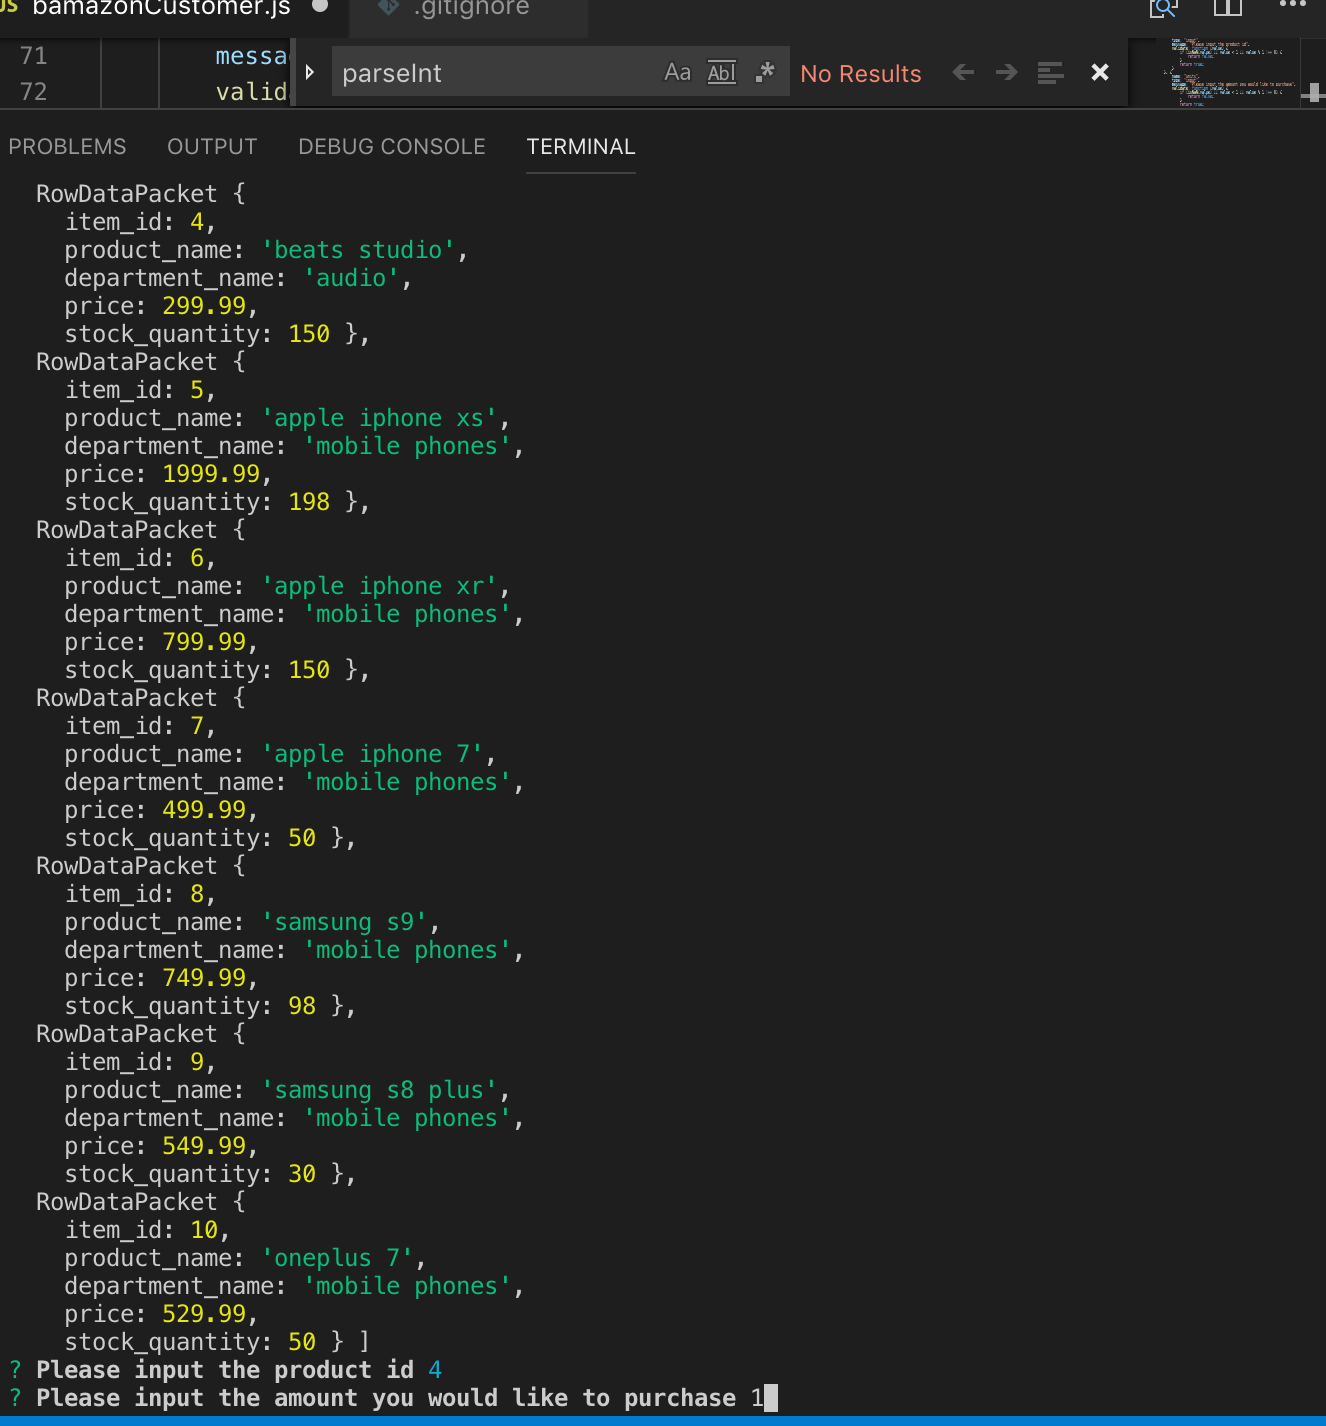 JS bamazonCustomer.js .gitignore
71 messa
parseInt Aa Abl .* No Results
72 valid
PROBLEMS OUTPUT DEBUG CONSOLE TERMINAL
RowDataPacket {
item_id: 4,
product_name: 'beats studio',
department_name: 'audio',
price: 299.99,
stock_quantity: 150 },
RowDataPacket {
item_id: 5,
product_name: 'apple iphone xs',
department_name: 'mobile phones',
price: 1999.99,
stock_quantity: 198 },
RowDataPacket {
item_id: 6,
product_name: 'apple iphone xr',
department_name: 'mobile phones',
price: 799.99,
stock_quantity: 150 },
RowDataPacket {
item_id: 7,
product_name: 'apple iphone 7',
department_name: 'mobile phones',
price: 499.99,
stock_quantity: 50 },
RowDataPacket {
item_id: 8,
product_name: 'samsung s9',
department_name: 'mobile phones',
price: 749.99,
stock_quantity: 98 },
RowDataPacket {
item_id: 9,
product_name: 'samsung s8 plus',
department_name: 'mobile phones',
price: 549.99,
stock_quantity: 30 },
RowDataPacket {
item_id: 10,
product_name: 'oneplus 7',
department_name: 'mobile phones',
price: 529.99,
stock_quantity: 50 } ]
? Please input the product id 4
? Please input the amount you would like to purchase 1